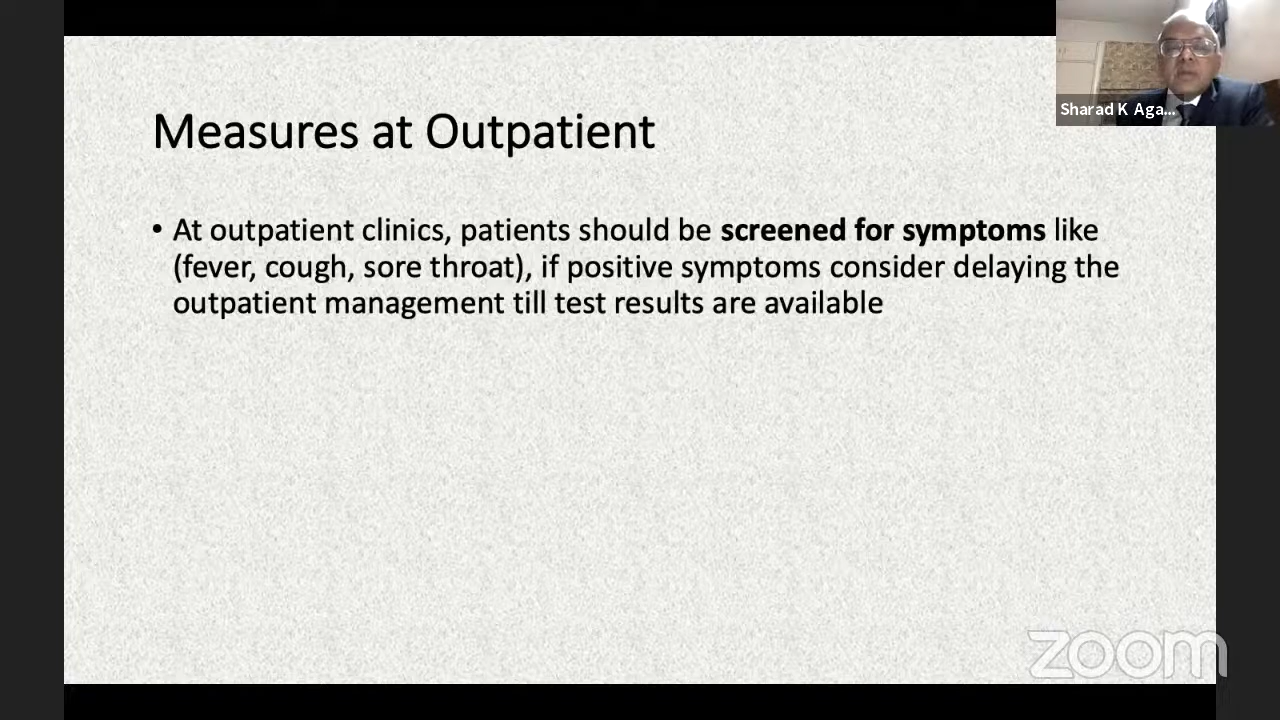 Sharad K Aga...
Measures at Outpatient
• At outpatient clinics, patients should be screened for symptoms like
(fever, cough, sore throat), if positive symptoms consider delaying the
outpatient management till test results are available
zoom